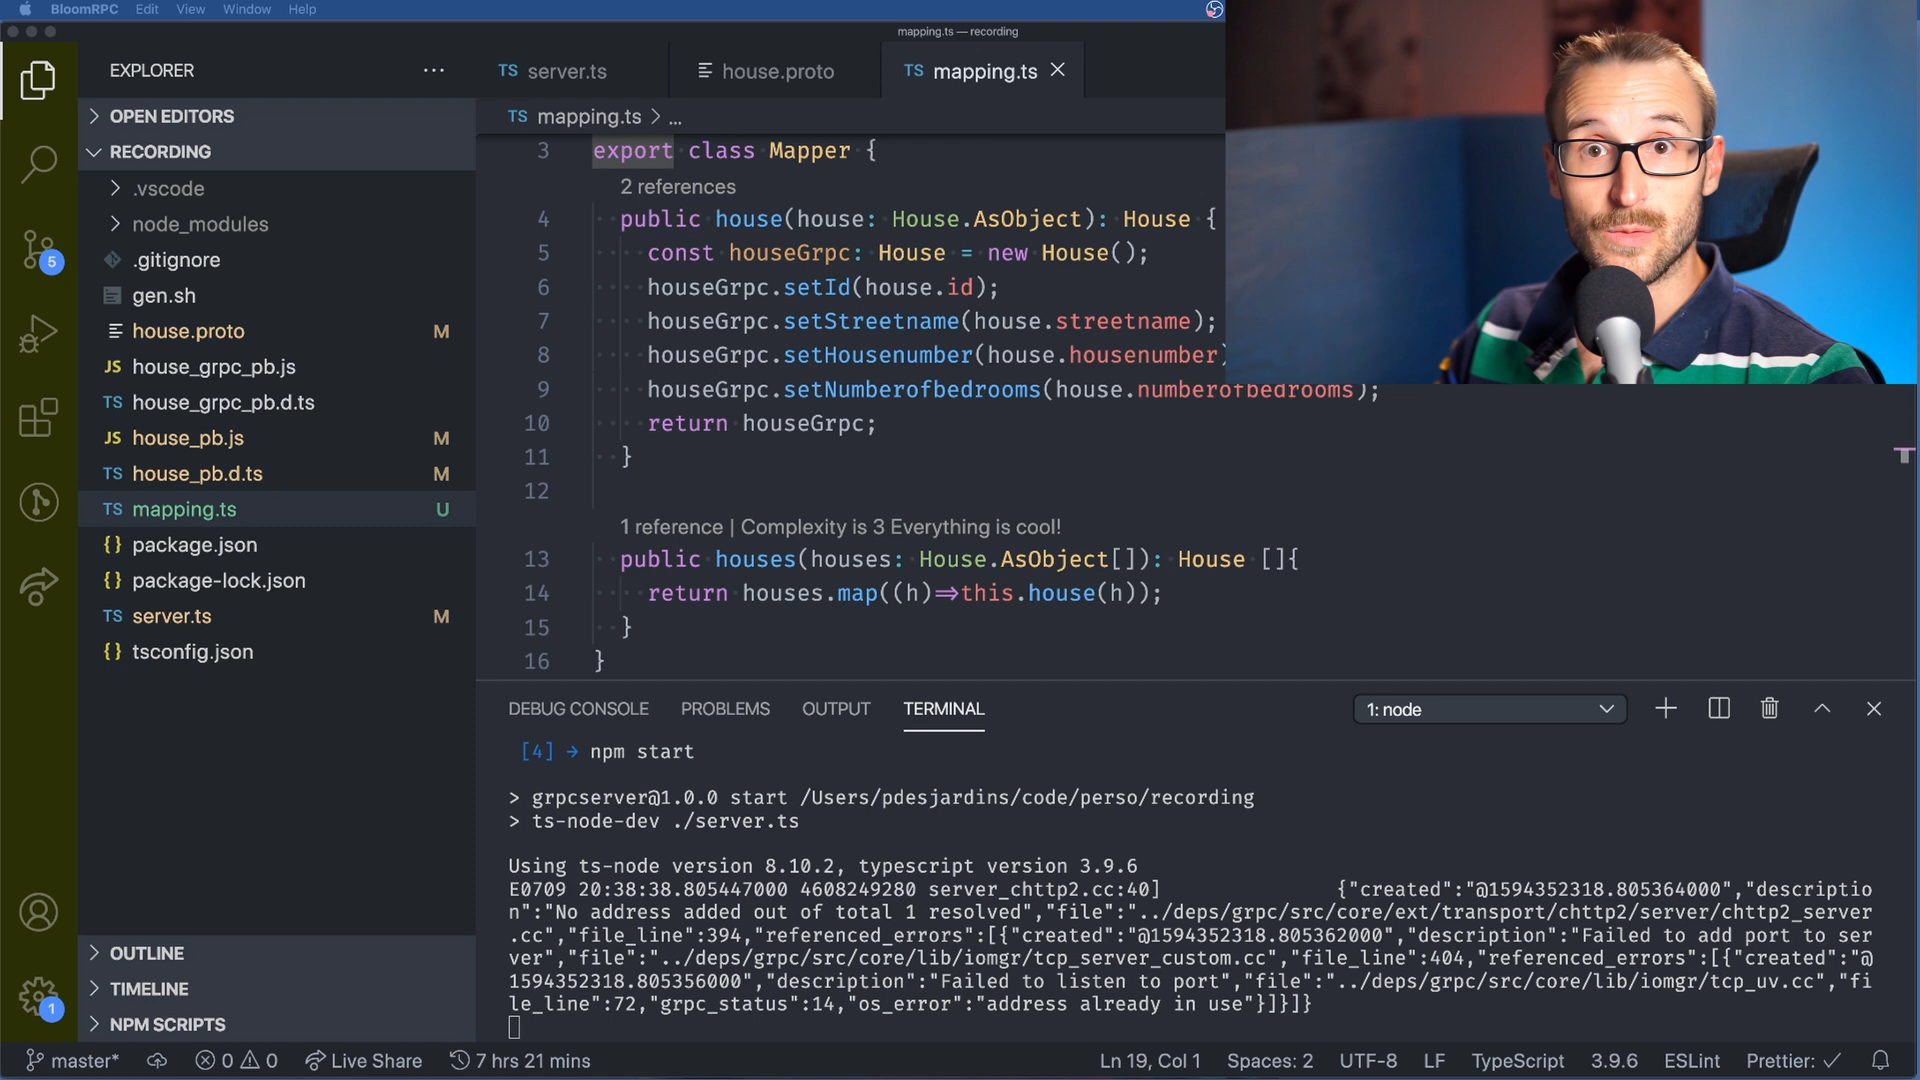 BloomRPC Edit View Window Help
mapping.ts — recording
EXPLORER ...
TS server.ts
house.proto
TS mapping.ts
OPEN EDITORS
TS mapping.ts > ...
RECORDING
.vscode
node_modules
.gitignore
gen.sh
house.proto M
JS house_grpc_pb.js
TS house_grpc_pb.d.ts
JS house_pb.js M
TS house_pb.d.ts M
TS mapping.ts U
{} package.json
{} package-lock.json
TS server.ts M
{} tsconfig.json
5
3 export class Mapper {
2 references
4 public house(house: House.AsObject): House {
5 const houseGrpc: House = new House();
6 houseGrpc.setId(house.id);
7 houseGrpc.setStreetname(house.streetname);
8 houseGrpc.setHousenumber(house.housenumber)
9 houseGrpc.setNumberofbedrooms(house.numberofbedrooms);
10 return houseGrpc;
11 }
12
1 reference | Complexity is 3 Everything is cool!
13 public houses(houses: House.AsObject[]): House []{
14 return houses.map((h)=>this.house(h));
15 }
16 }
DEBUG CONSOLE PROBLEMS OUTPUT TERMINAL 1: node
[4] → npm start
> grpcserver@1.0.0 start /Users/pdesjardins/code/perso/recording
> ts-node-dev ./server.ts
Using ts-node version 8.10.2, typescript version 3.9.6
E0709 20:38:38.805447000 4608249280 server_chttp2.cc:40] {"created":"@1594352318.805364000","descriptio
n":"No address added out of total 1 resolved","file":"../deps/grpc/src/core/ext/transport/chttp2/server/chttp2_server
.cc","file_line":394,"referenced_errors":[{"created":"@1594352318.805362000","description":"Failed to add port to ser
ver","file":"../deps/grpc/src/core/lib/iomgr/tcp_server_custom.cc","file_line":404,"referenced_errors":[{"created":"@
1594352318.805356000","description":"Failed to listen to port","file":"../deps/grpc/src/core/lib/iomgr/tcp_uv.cc","fi
le_line":72,"grpc_status":14,"os_error":"address already in use"}]}]}
OUTLINE
TIMELINE
NPM SCRIPTS
1
master* 0 0 Live Share 7 hrs 21 mins Ln 19, Col 1 Spaces: 2 UTF-8 LF TypeScript 3.9.6 ESLint Prettier: ✓